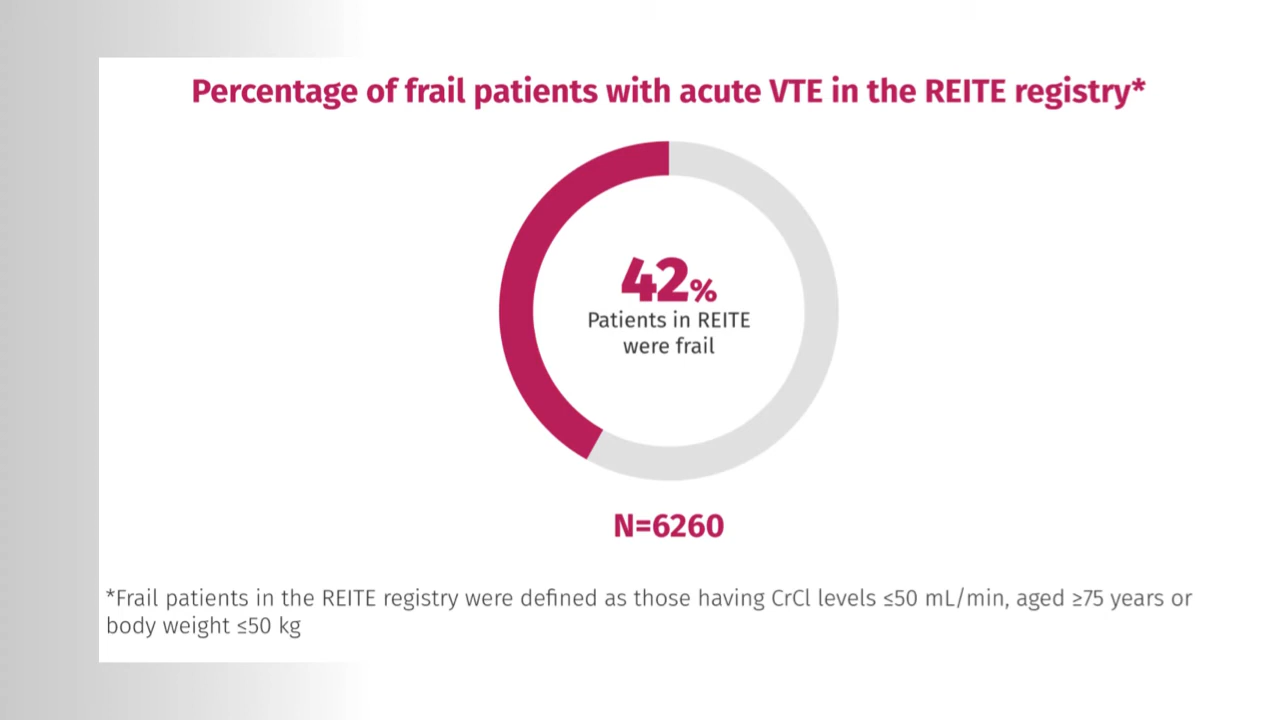 Percentage of frail patients with acute VTE in the REITE registry*
42%
Patients in REITE
were frail
N=6260
*Frail patients in the REITE registry were defined as those having CrCl levels ≤50 mL/min, aged ≥75 years or
body weight ≤50 kg